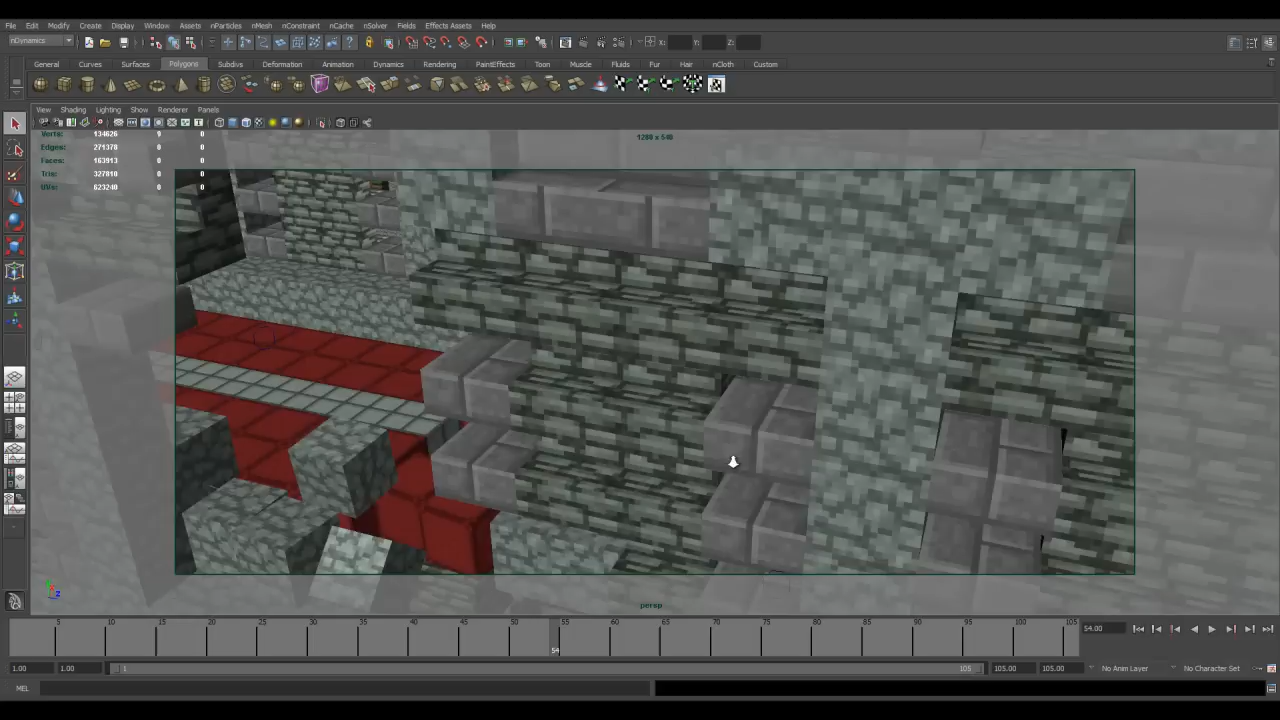 File Edit Modify Create Display Window Assets nParticles nMesh nConstraint nCache nSolver Fields Effects Assets Help
nDynamics X: Y: Z:
General Curves Surfaces Polygons Subdivs Deformation Animation Dynamics Rendering PaintEffects Toon Muscle Fluids Fur Hair nCloth Custom
View Shading Lighting Show Renderer Panels
1280 x 540
Verts: 134626 9 0
Edges: 271378 0 0
Faces: 163913 0 0
Tris: 327810 0 0
UVs: 623240 0 0
persp
5 10 15 20 25 30 35 40 45 50 55 60 65 70 75 80 85 90 95 100 105
54
54.00
1.00 1.00 1 105 105.00 105.00 No Anim Layer No Character Set
MEL